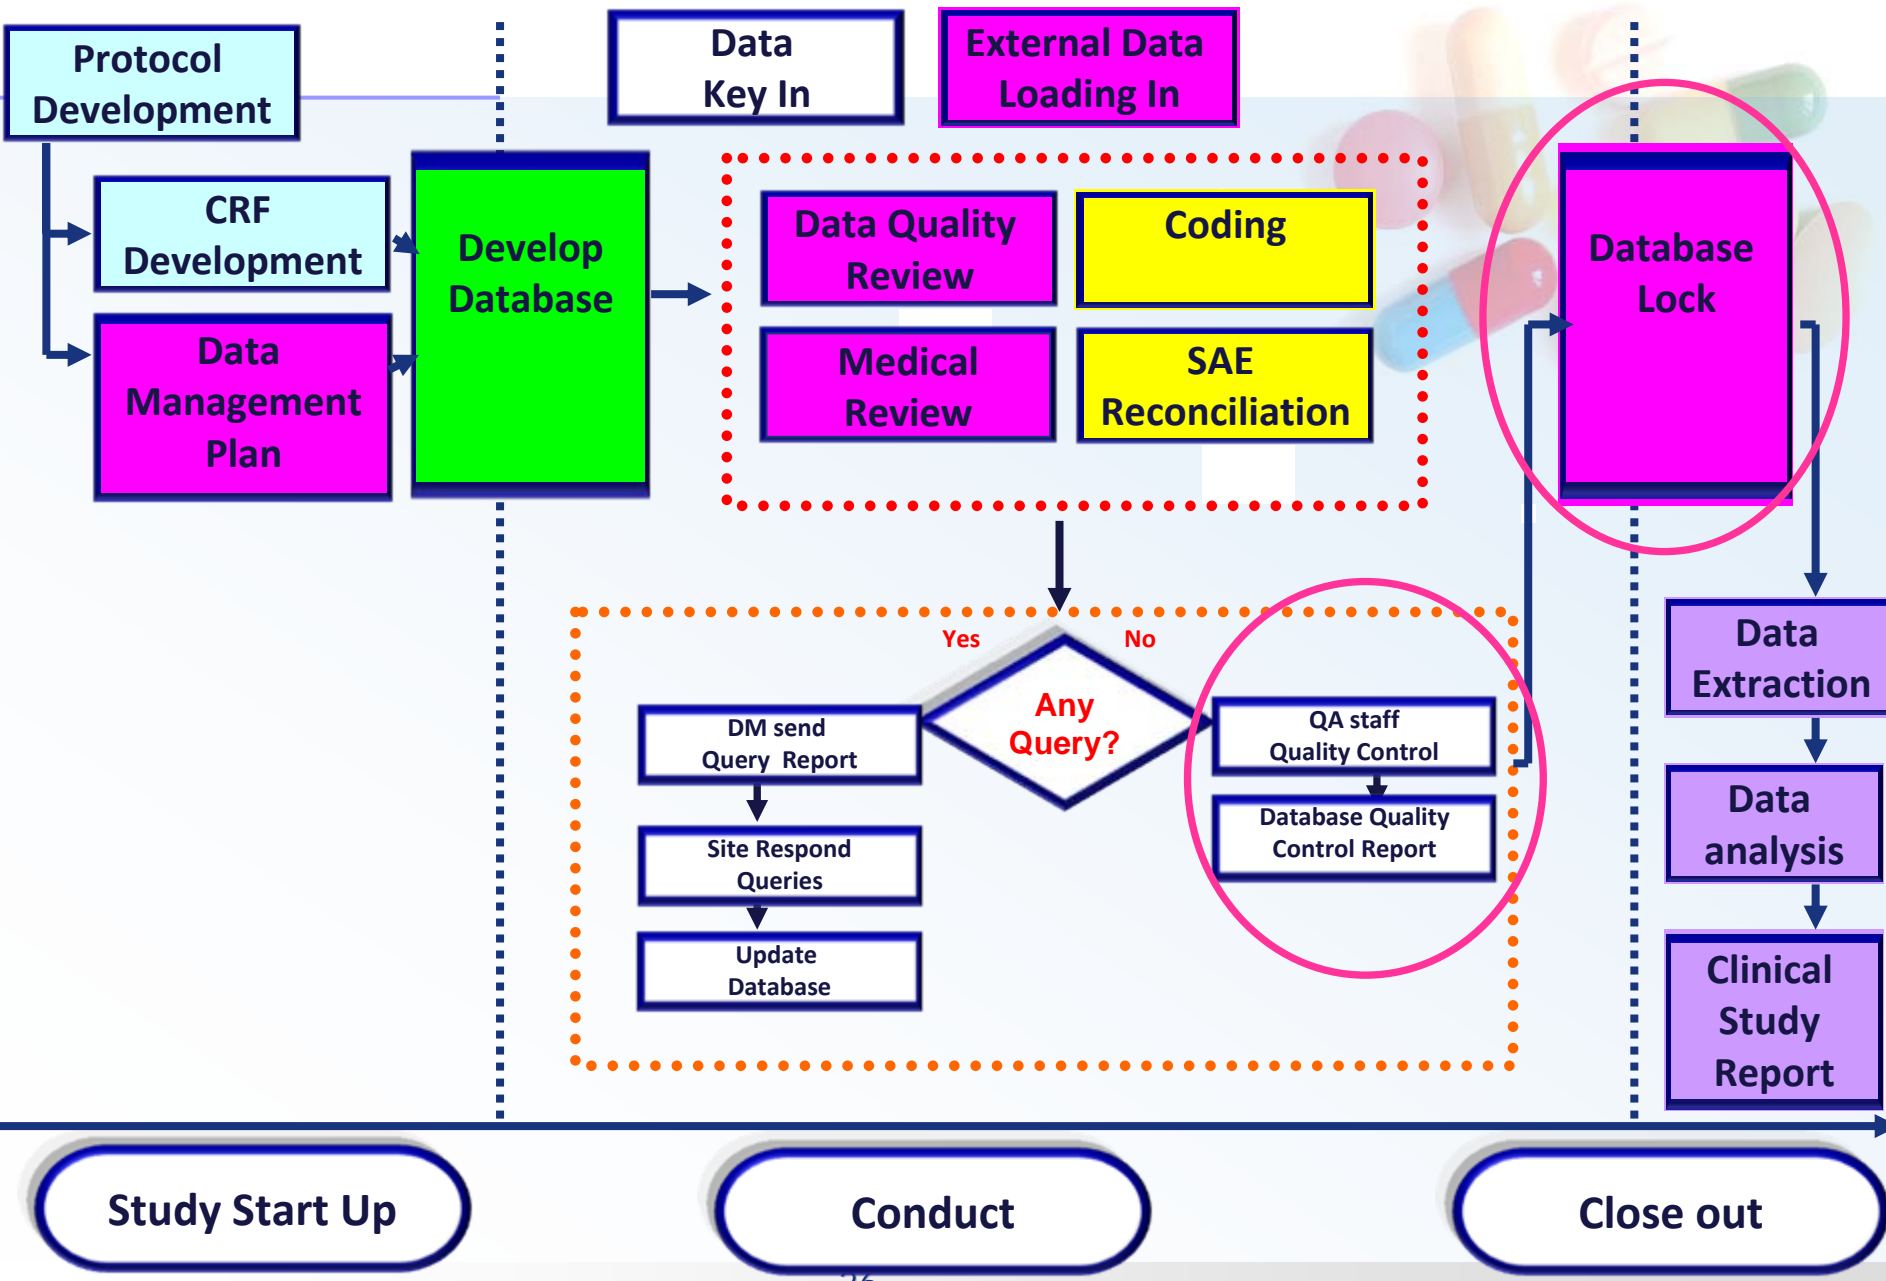 Protocol
Development
Data
Key In
External Data
Loading In
CRF
Development
Data
Management
Plan
Develop
Database
Data Quality
Review
Coding
Medical
Review
SAE
Reconciliation
Database
Lock
Yes
No
Any
Query?
DM send
Query Report
Site Respond
Queries
Update
Database
QA staff
Quality Control
Database Quality
Control Report
Data
Extraction
Data
analysis
Clinical
Study
Report
Study Start Up
Conduct
Close out